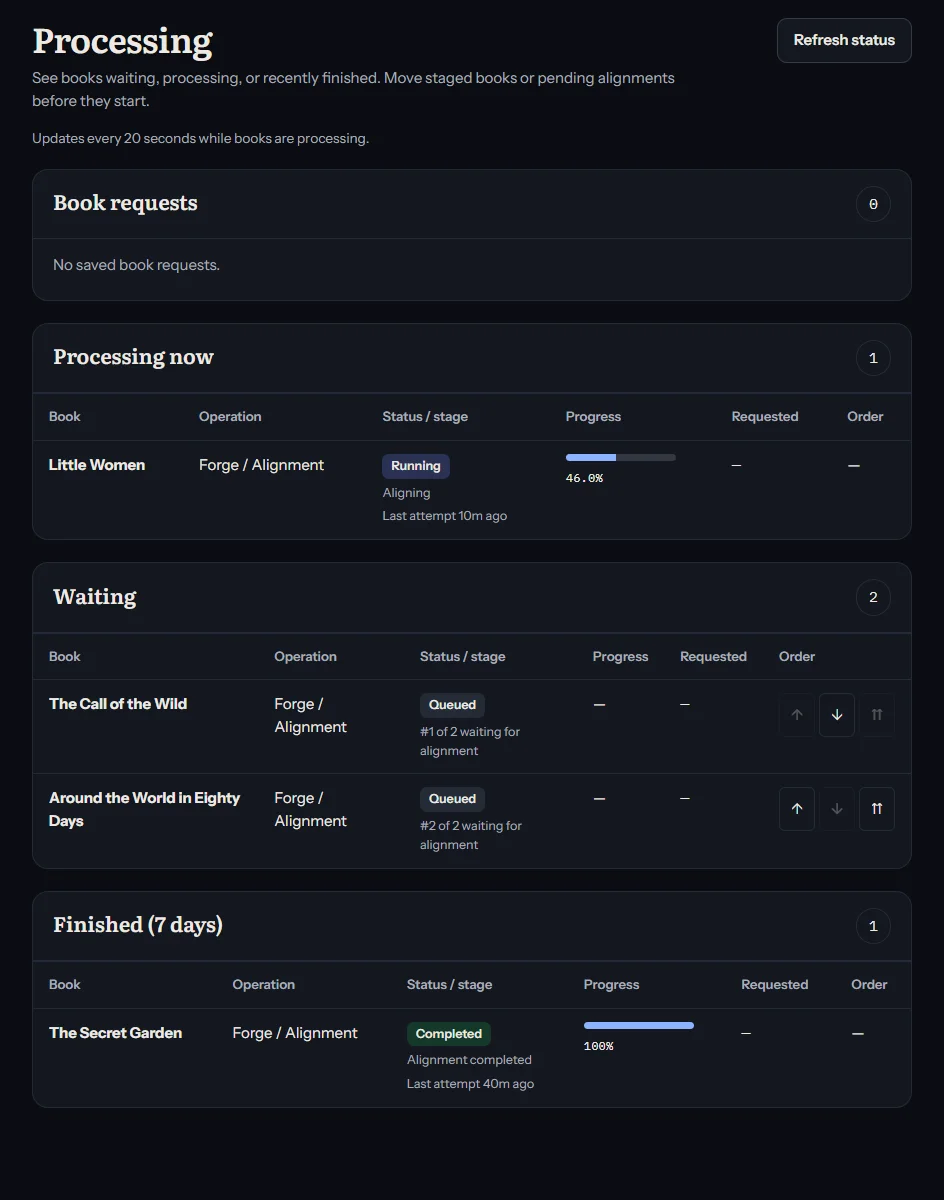 Processing
Refresh status
See books waiting, processing, or recently finished. Move staged books or pending alignments
before they start.
Updates every 20 seconds while books are processing.
Book requests
0
No saved book requests.
Processing now
1
Book Operation Status / stage Progress Requested Order
Little Women Forge / Alignment Running — —
46.0%
Aligning
Last attempt 10m ago
Waiting
2
Book Operation Status / stage Progress Requested Order
The Call of the Wild Forge / Queued — — ↑ ↓ ⇈
Alignment #1 of 2 waiting for
alignment
Around the World in Eighty Forge / Queued — — ↑ ↓ ⇈
Days Alignment #2 of 2 waiting for
alignment
Finished (7 days)
1
Book Operation Status / stage Progress Requested Order
The Secret Garden Forge / Alignment Completed — —
100%
Alignment completed
Last attempt 40m ago